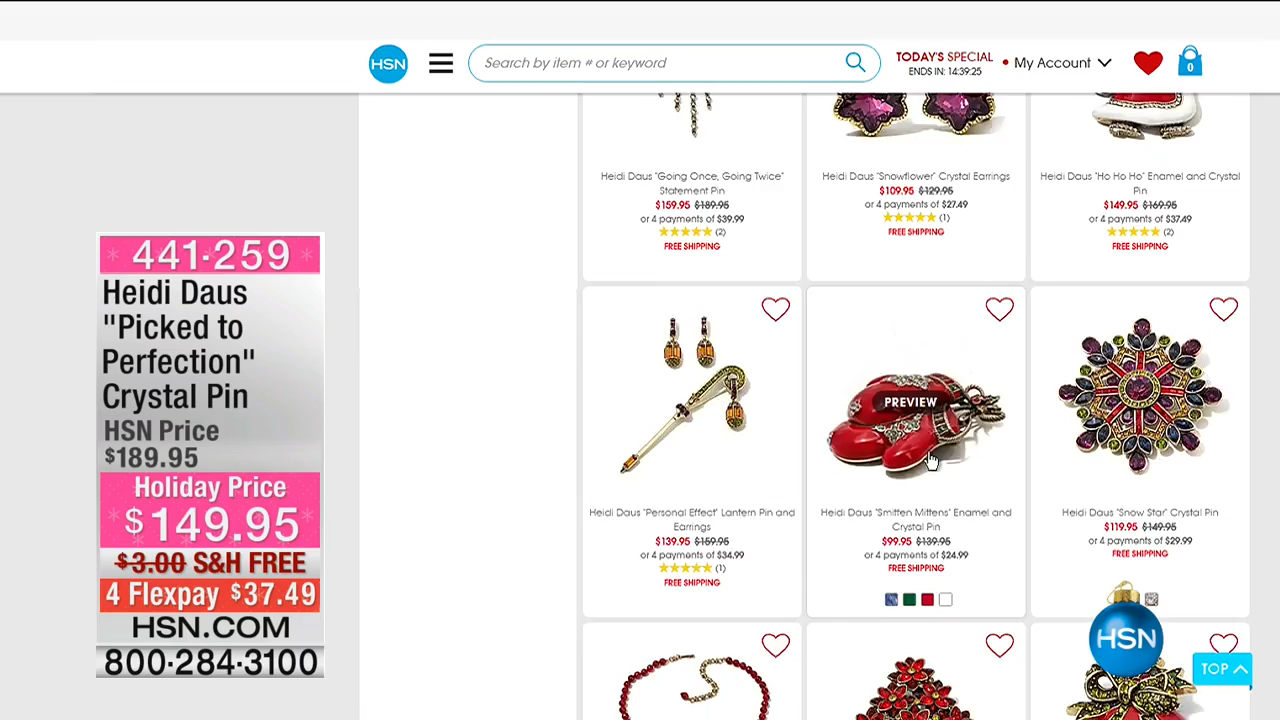 HSN
Search by item # or keyword
TODAY'S SPECIAL
ENDS IN: 14:39:25
My Account
0
Heidi Daus "Going Once, Going Twice"
Statement Pin
$159.95 $189.95
or 4 payments of $39.99
(2)
FREE SHIPPING
Heidi Daus "Snowflower" Crystal Earrings
$109.95 $129.95
or 4 payments of $27.49
(1)
FREE SHIPPING
Heidi Daus "Ho Ho Ho" Enamel and Crystal
Pin
$149.95 $169.95
or 4 payments of $37.49
(2)
FREE SHIPPING
441-259
Heidi Daus
"Picked to
Perfection"
Crystal Pin
HSN Price
$189.95
Holiday Price
$149.95
$3.00 S&H FREE
4 Flexpay $37.49
HSN.COM
800-284-3100
PREVIEW
Heidi Daus "Personal Effect" Lantern Pin and
Earrings
$139.95 $159.95
or 4 payments of $34.99
(1)
FREE SHIPPING
Heidi Daus "Smitten Mittens" Enamel and
Crystal Pin
$99.95 $139.95
or 4 payments of $24.99
FREE SHIPPING
Heidi Daus "Snow Star" Crystal Pin
$119.95 $149.95
or 4 payments of $29.99
FREE SHIPPING
HSN
TOP